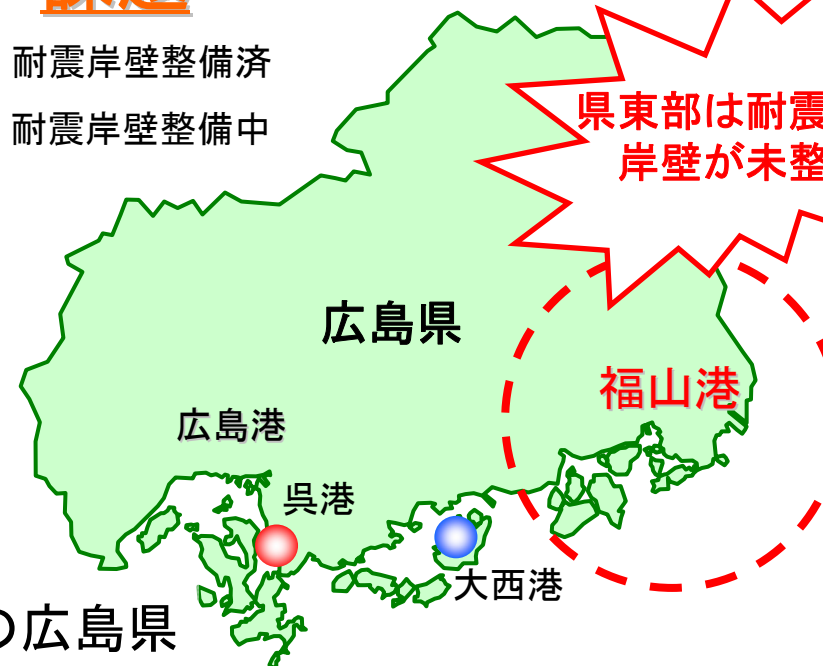 課題
耐震岸壁整備済
耐震岸壁整備中
県東部は耐震
岸壁が未整
広島県
福山港
広島港
呉港
大西港
の広島県